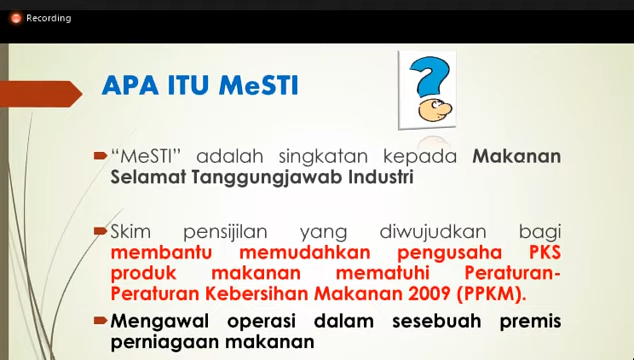 Recording
APA ITU MeSTI
“MeSTI” adalah singkatan kepada Makanan
Selamat Tanggungjawab Industri
Skim pensijilan yang diwujudkan bagi
membantu memudahkan pengusaha PKS
produk makanan mematuhi Peraturan-
Peraturan Kebersihan Makanan 2009 (PPKM).
Mengawal operasi dalam sesebuah premis
perniagaan makanan